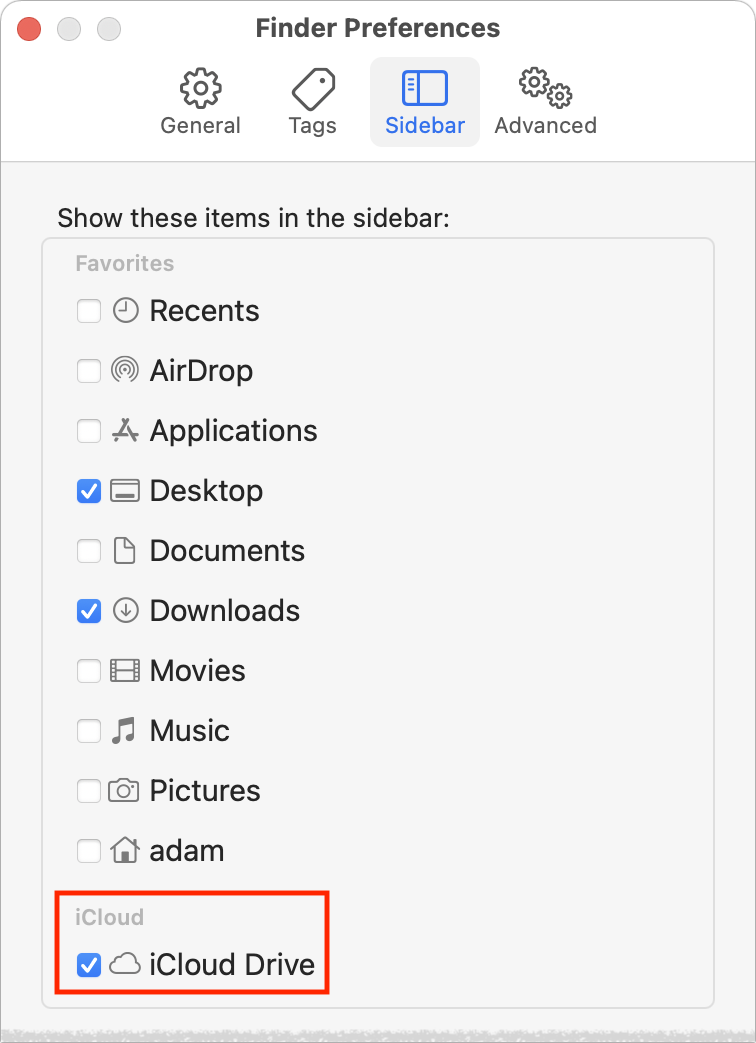 Finder Preferences
General Tags Sidebar Advanced
Show these items in the sidebar:
Favorites
Recents
AirDrop
Applications
Desktop
Documents
Downloads
Movies
Music
Pictures
adam
iCloud
iCloud Drive